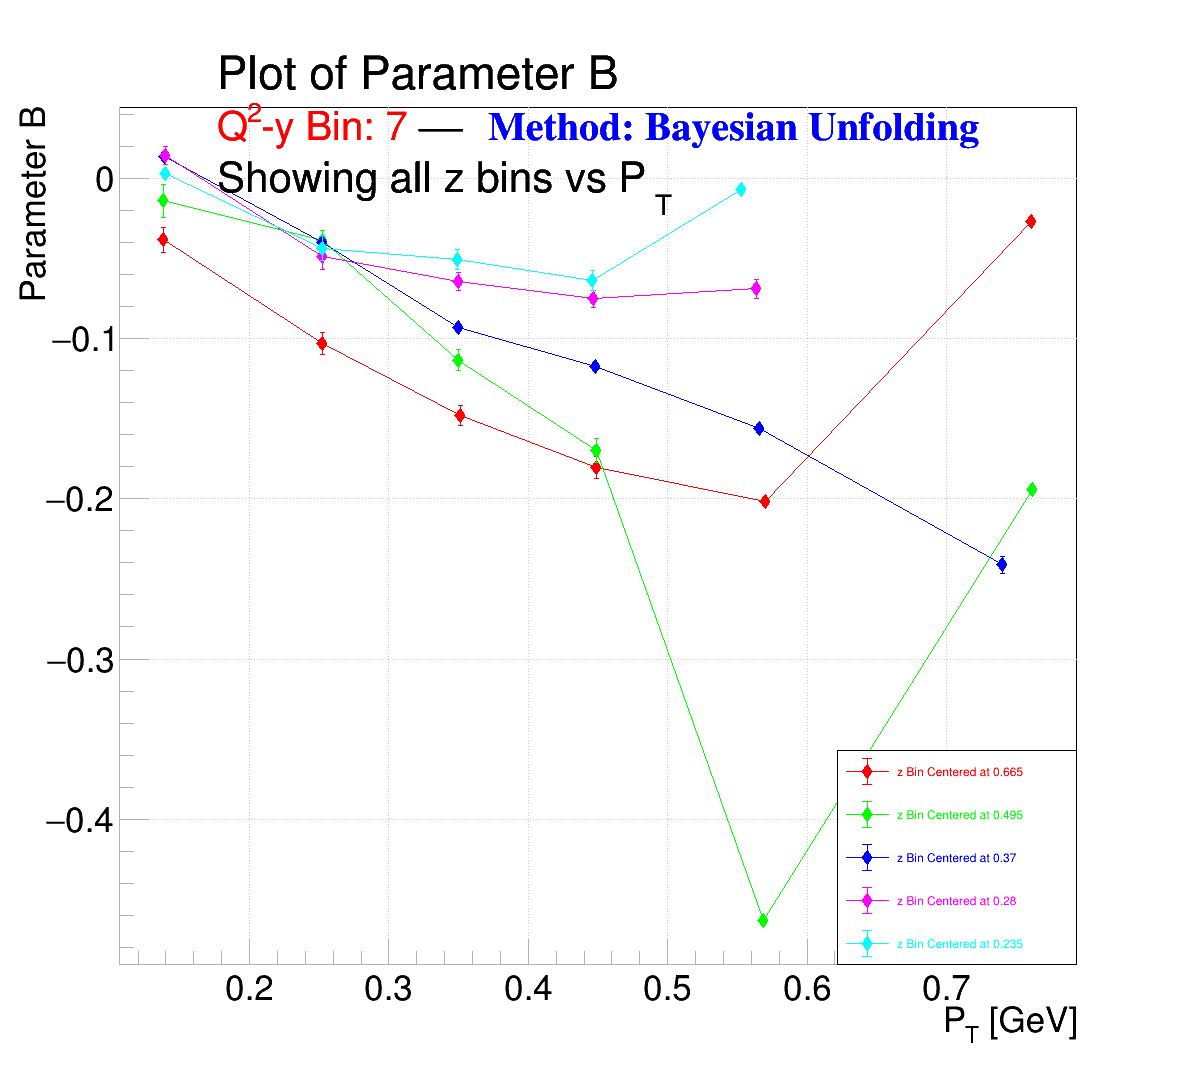 Plot of Parameter B
Q2-y Bin: 7 — Method: Bayesian Unfolding
Showing all z bins vs PT
Parameter B
0
−0.1
−0.2
−0.3
−0.4
z Bin Centered at 0.665
z Bin Centered at 0.495
z Bin Centered at 0.37
z Bin Centered at 0.28
z Bin Centered at 0.235
0.2 0.3 0.4 0.5 0.6 0.7
PT [GeV]